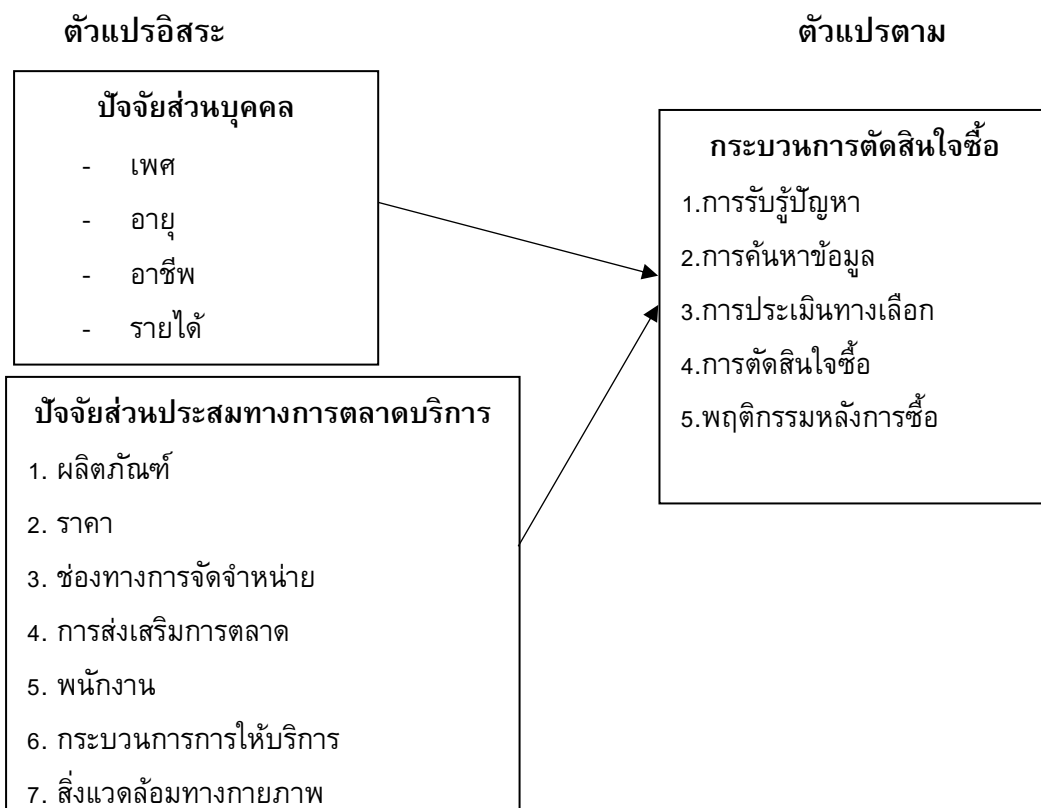 ตัวแปรอิสระ
ตัวแปรตาม
ปัจจัยส่วนบุคคล
- เพศ
- อายุ
- อาชีพ
- รายได้
ปัจจัยส่วนประสมทางการตลาดบริการ
1. ผลิตภัณฑ์
2. ราคา
3. ช่องทางการจัดจำหน่าย
4. การส่งเสริมการตลาด
5. พนักงาน
6. กระบวนการการให้บริการ
7. สิ่งแวดล้อมทางกายภาพ
กระบวนการตัดสินใจซื้อ
1.การรับรู้ปัญหา
2.การค้นหาข้อมูล
3.การประเมินทางเลือก
4.การตัดสินใจซื้อ
5.พฤติกรรมหลังการซื้อ